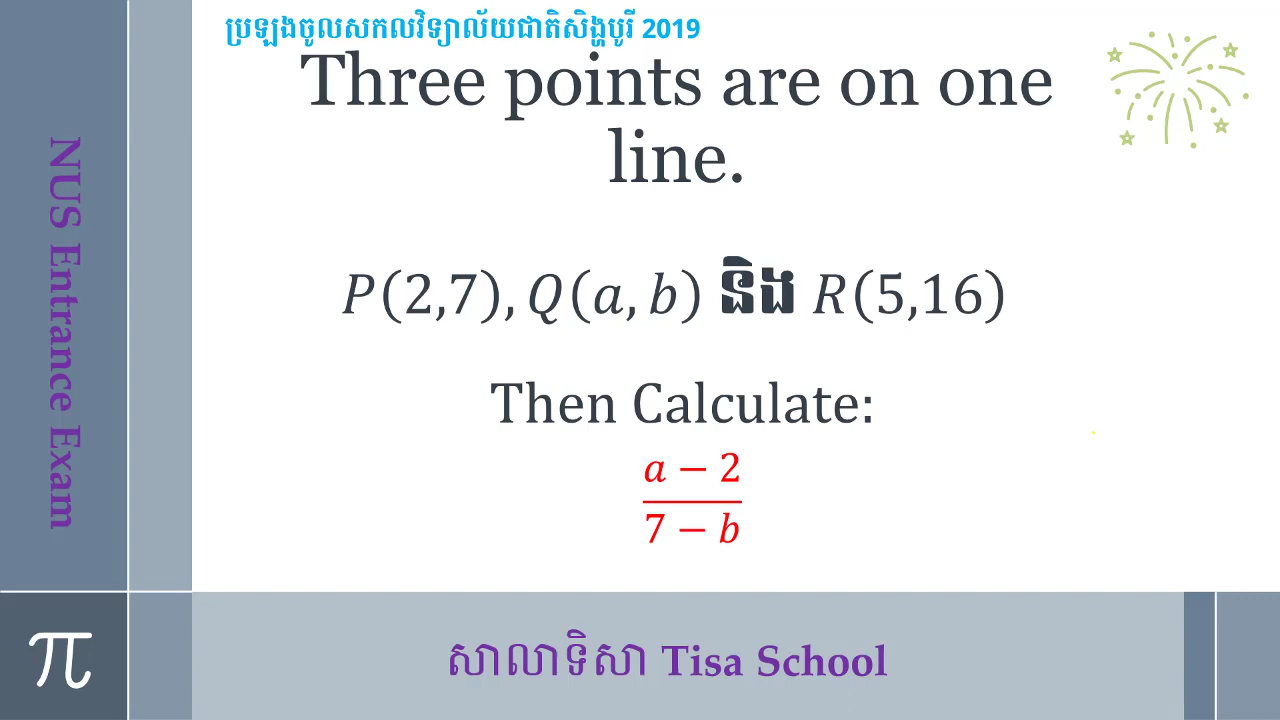 ប្រឡងចូលសកលវិទ្យាល័យជាតិសិង្ហបូរី 2019
Three points are on one
line.
NUS Entrance Exam
P(2,7), Q(a, b) និង R(5,16)
Then Calculate:
a − 2
7 − b
π
សាលាទិសា Tisa School